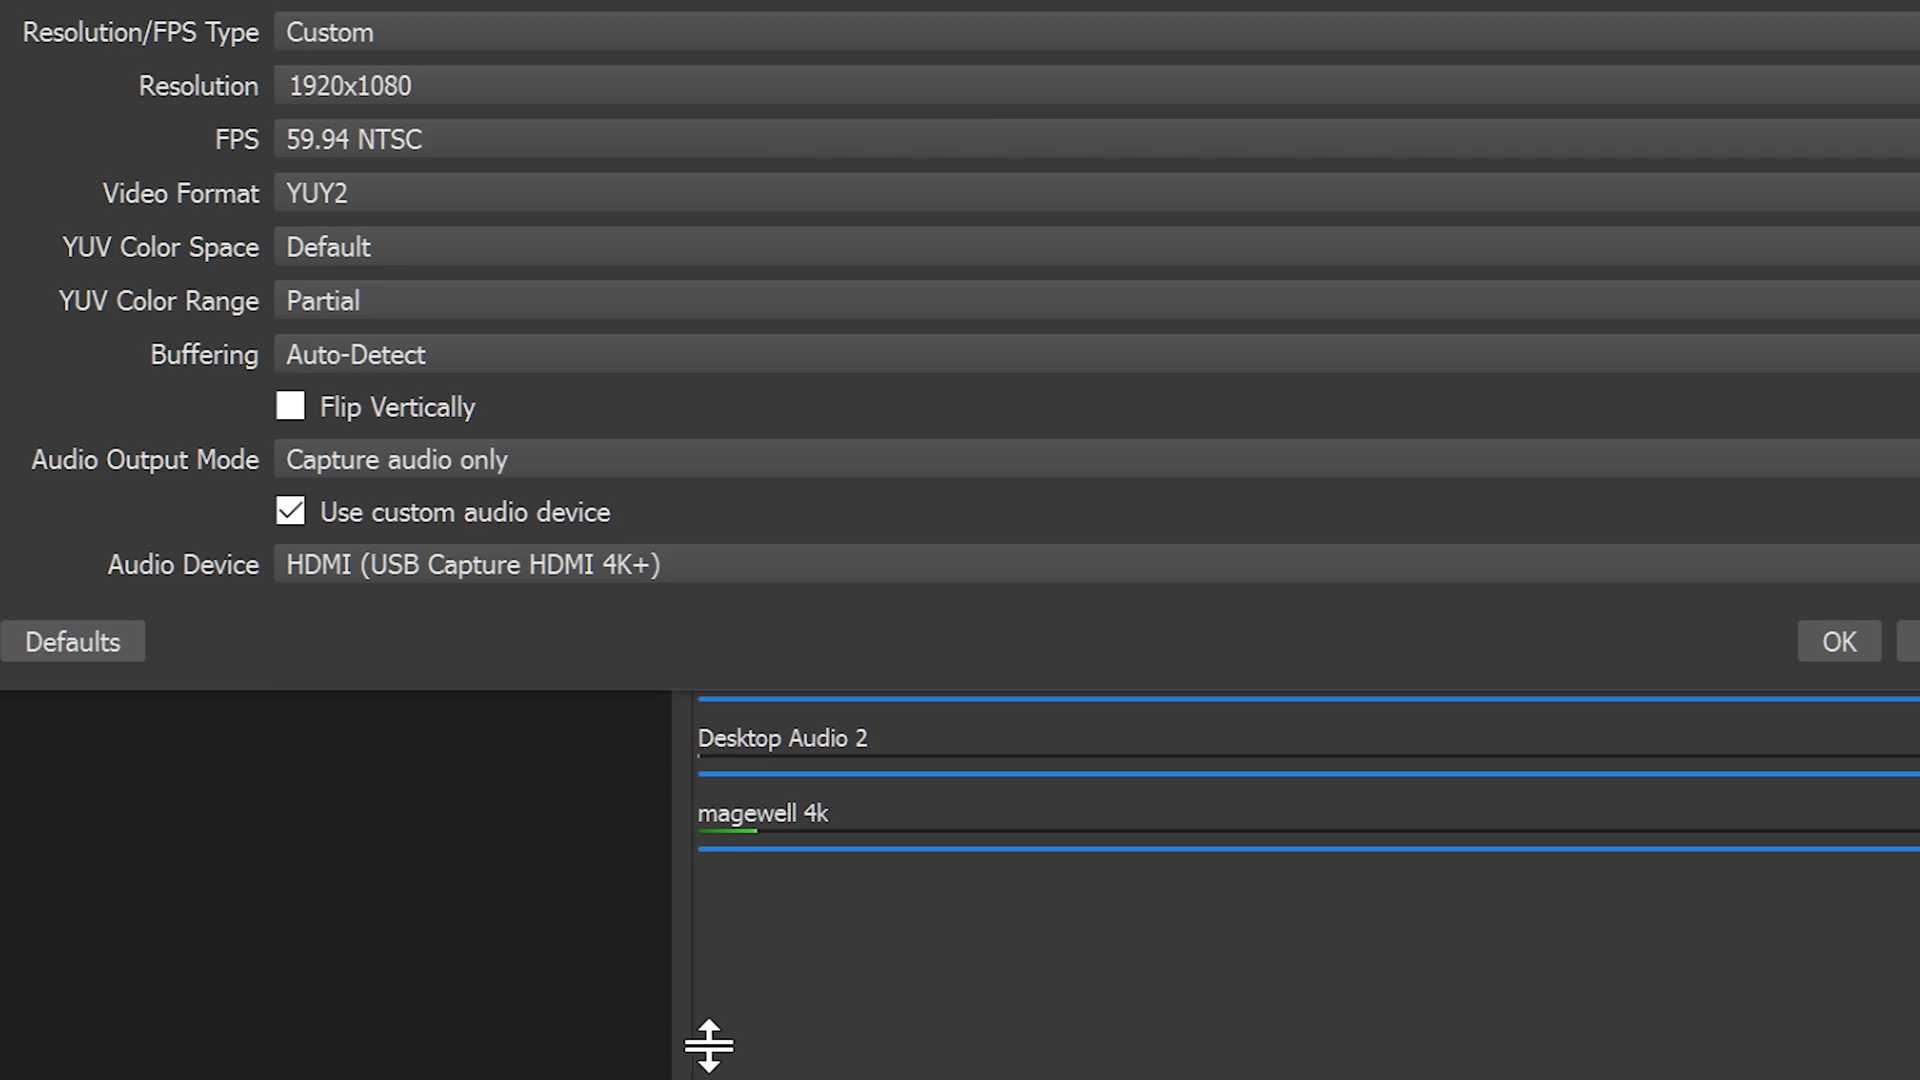 Resolution/FPS Type Custom
Resolution 1920x1080
FPS 59.94 NTSC
Video Format YUY2
YUV Color Space Default
YUV Color Range Partial
Buffering Auto-Detect
Flip Vertically
Audio Output Mode Capture audio only
Use custom audio device
Audio Device HDMI (USB Capture HDMI 4K+)
Defaults OK
Desktop Audio 2
magewell 4k